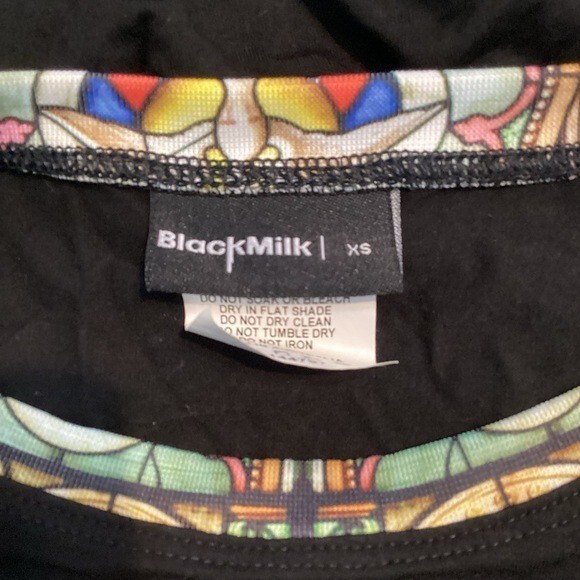 BlackMilk | XS
DO NOT SOAK OR BLEACH
DRY IN FLAT SHADE
DO NOT DRY CLEAN
O NOT TUMBLE DRY
DO NOT IRON